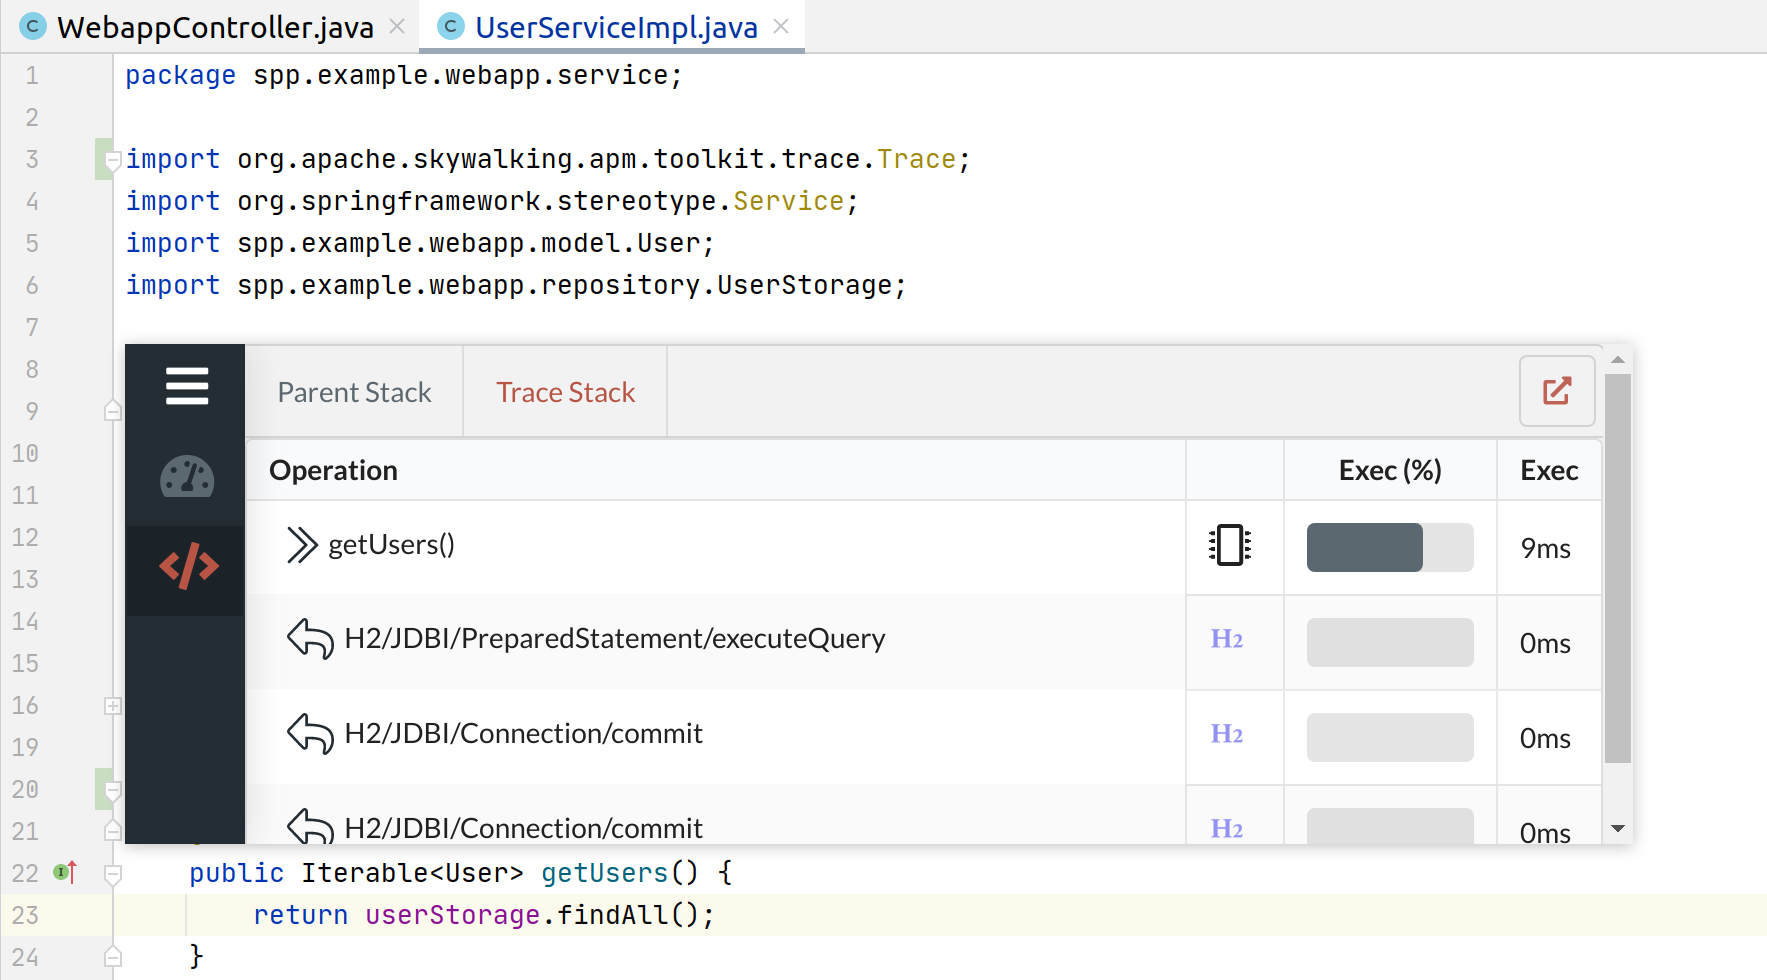 WebappController.java UserServiceImpl.java
1 package spp.example.webapp.service;
2
3 import org.apache.skywalking.apm.toolkit.trace.Trace;
4 import org.springframework.stereotype.Service;
5 import spp.example.webapp.model.User;
6 import spp.example.webapp.repository.UserStorage;
7
8 Parent Stack Trace Stack
9
10 Operation Exec (%) Exec
11
12 getUsers() 9ms
13
14 H2/JDBI/PreparedStatement/executeQuery H2 0ms
15
16 H2/JDBI/Connection/commit H2 0ms
19
20
21 H2/JDBI/Connection/commit H2 0ms
22 public Iterable<User> getUsers() {
23 return userStorage.findAll();
24 }